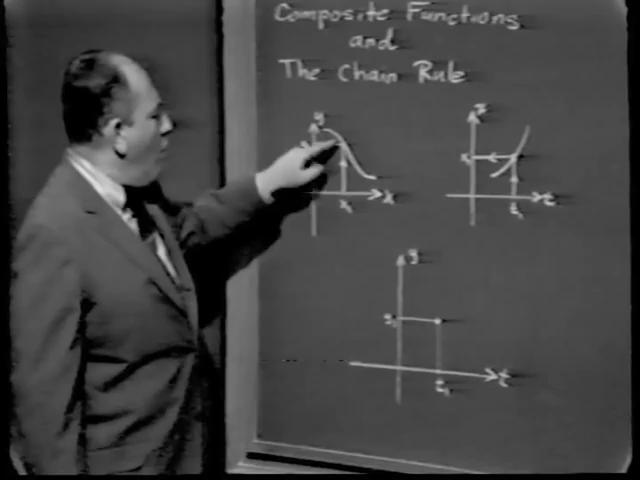 Composite Functions
and
The Chain Rule
y
x
x
t
y
t